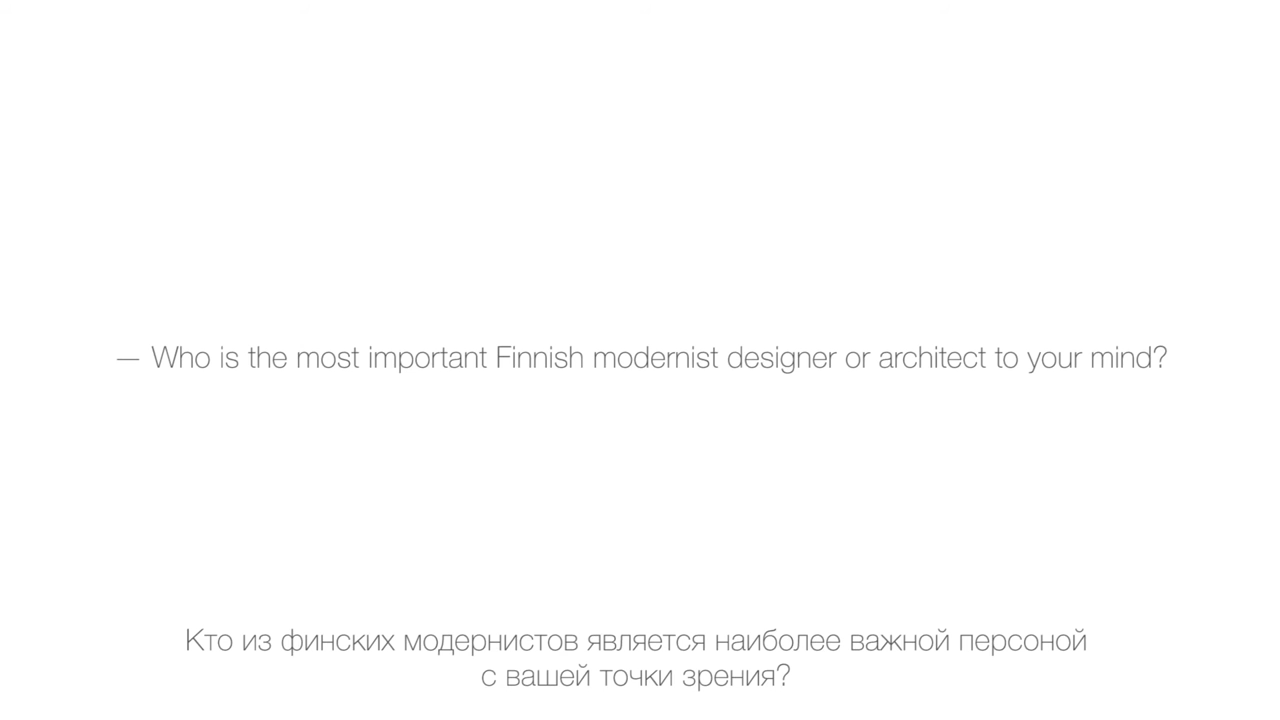 — Who is the most important Finnish modernist designer or architect to your mind?
Кто из финских модернистов является наиболее важной персоной
с вашей точки зрения?